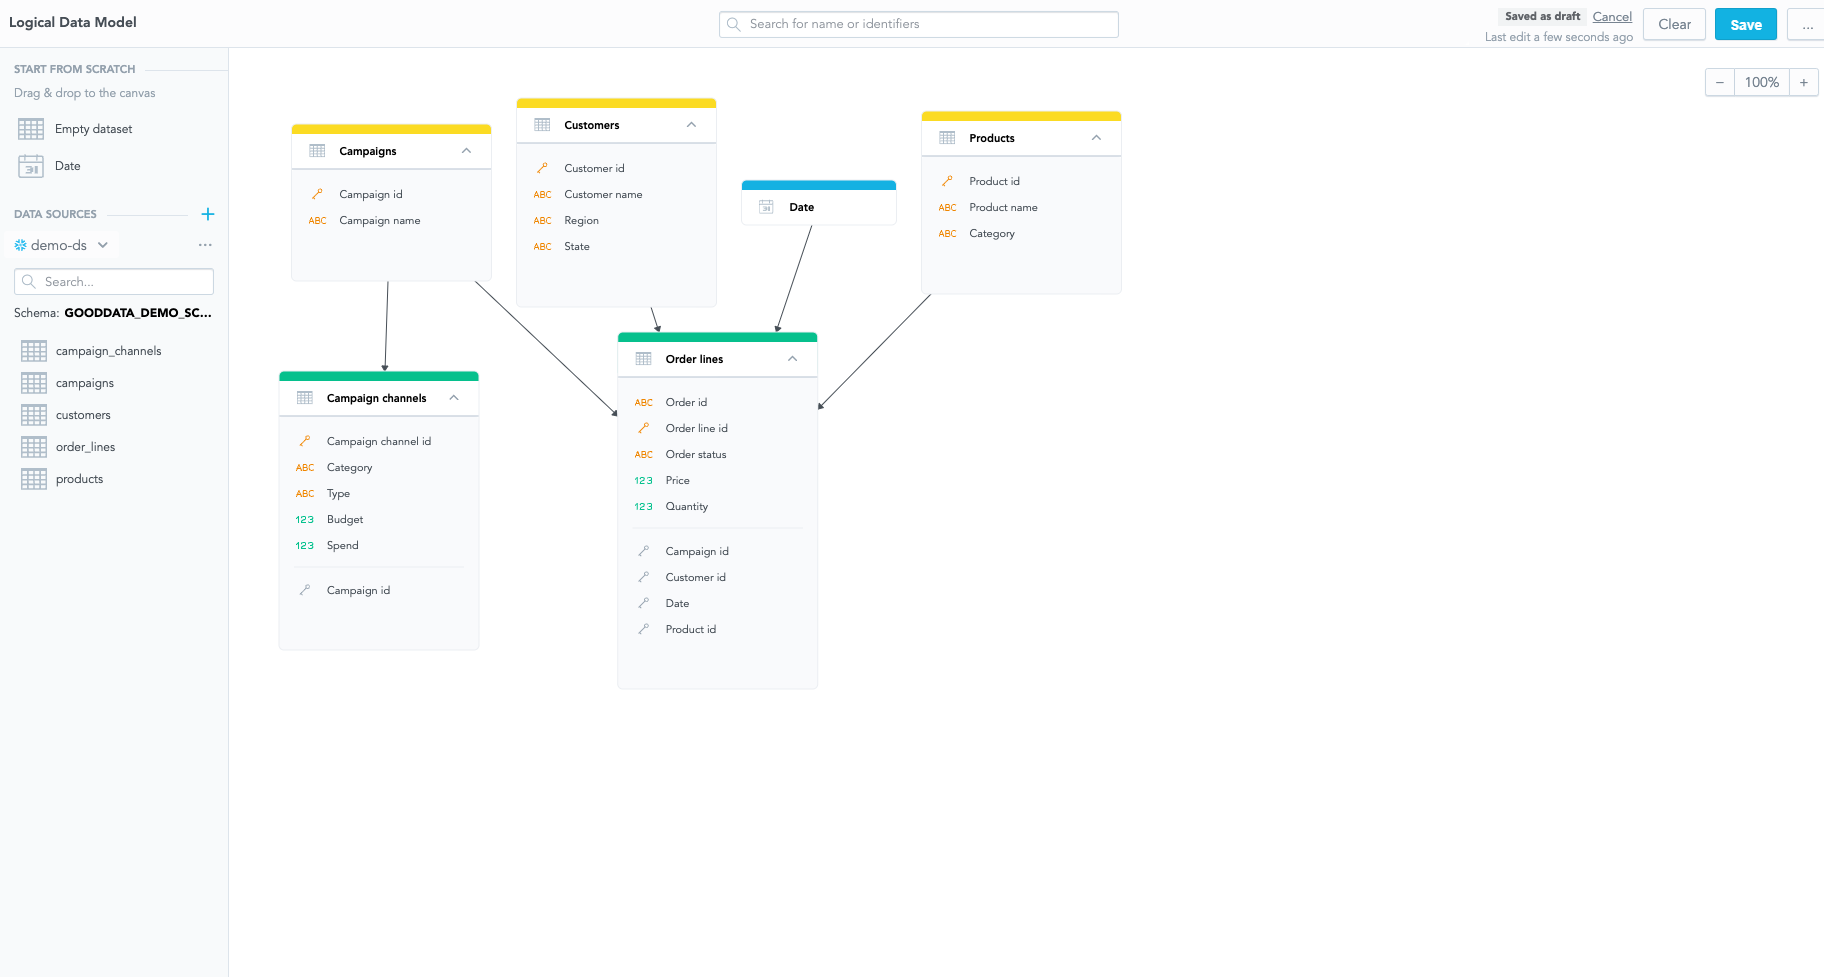 Logical Data Model
Search for name or identifiers
Saved as draft Cancel
Last edit a few seconds ago
Clear
Save
...
START FROM SCRATCH
Drag & drop to the canvas
Empty dataset
31 Date
DATA SOURCES +
demo-ds ...
Search...
Schema: GOODDATA_DEMO_SC...
campaign_channels
campaigns
customers
order_lines
products
− 100% +
Campaigns
Campaign id
ABC Campaign name
Customers
Customer id
ABC Customer name
ABC Region
ABC State
31 Date
Products
Product id
ABC Product name
ABC Category
Campaign channels
Campaign channel id
ABC Category
ABC Type
123 Budget
123 Spend
Campaign id
Order lines
ABC Order id
Order line id
ABC Order status
123 Price
123 Quantity
Campaign id
Customer id
Date
Product id